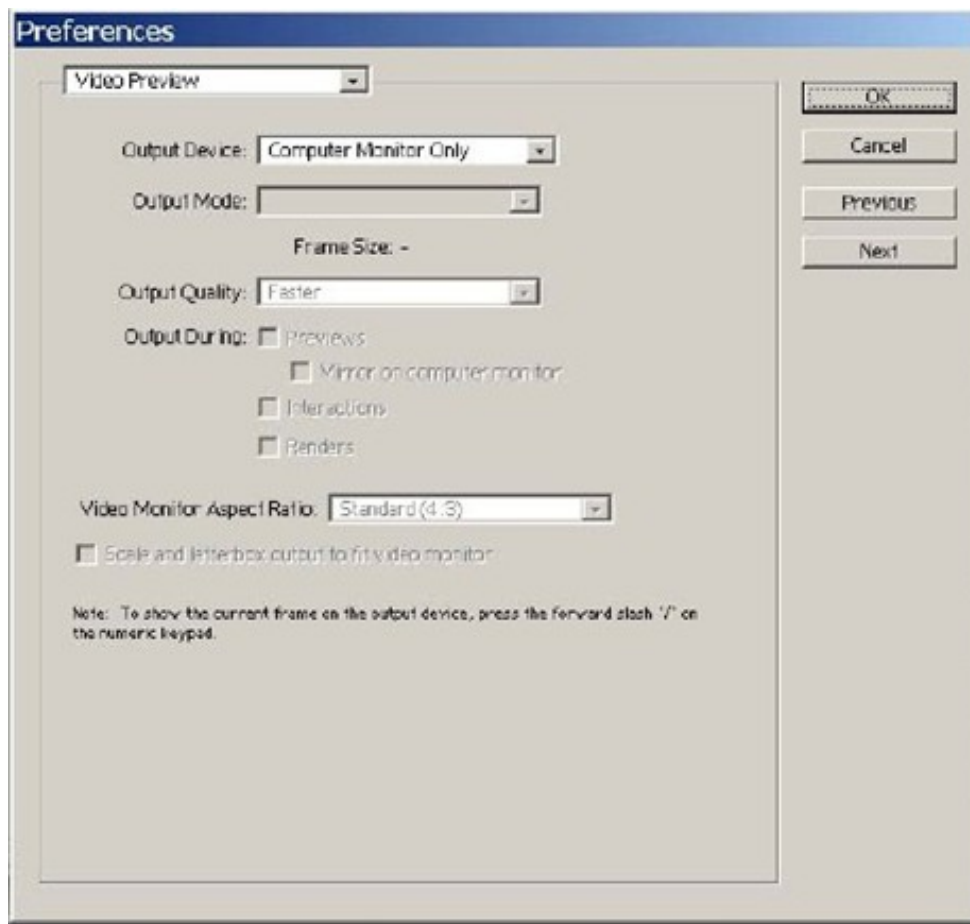 Preferences
Video Preview
OK
Output Device: Computer Monitor Only
Cancel
Output Mode:
Previous
Frame Size: -
Next
Output Quality: Faster
Output During: Previews
Mirror on computer monitor
Interactions
Renders
Video Monitor Aspect Ratio: Standard (4:3)
Scale and letterbox output to fit video monitor
Note: To show the current frame on the output device, press the forward slash '/' on
the numeric keypad.